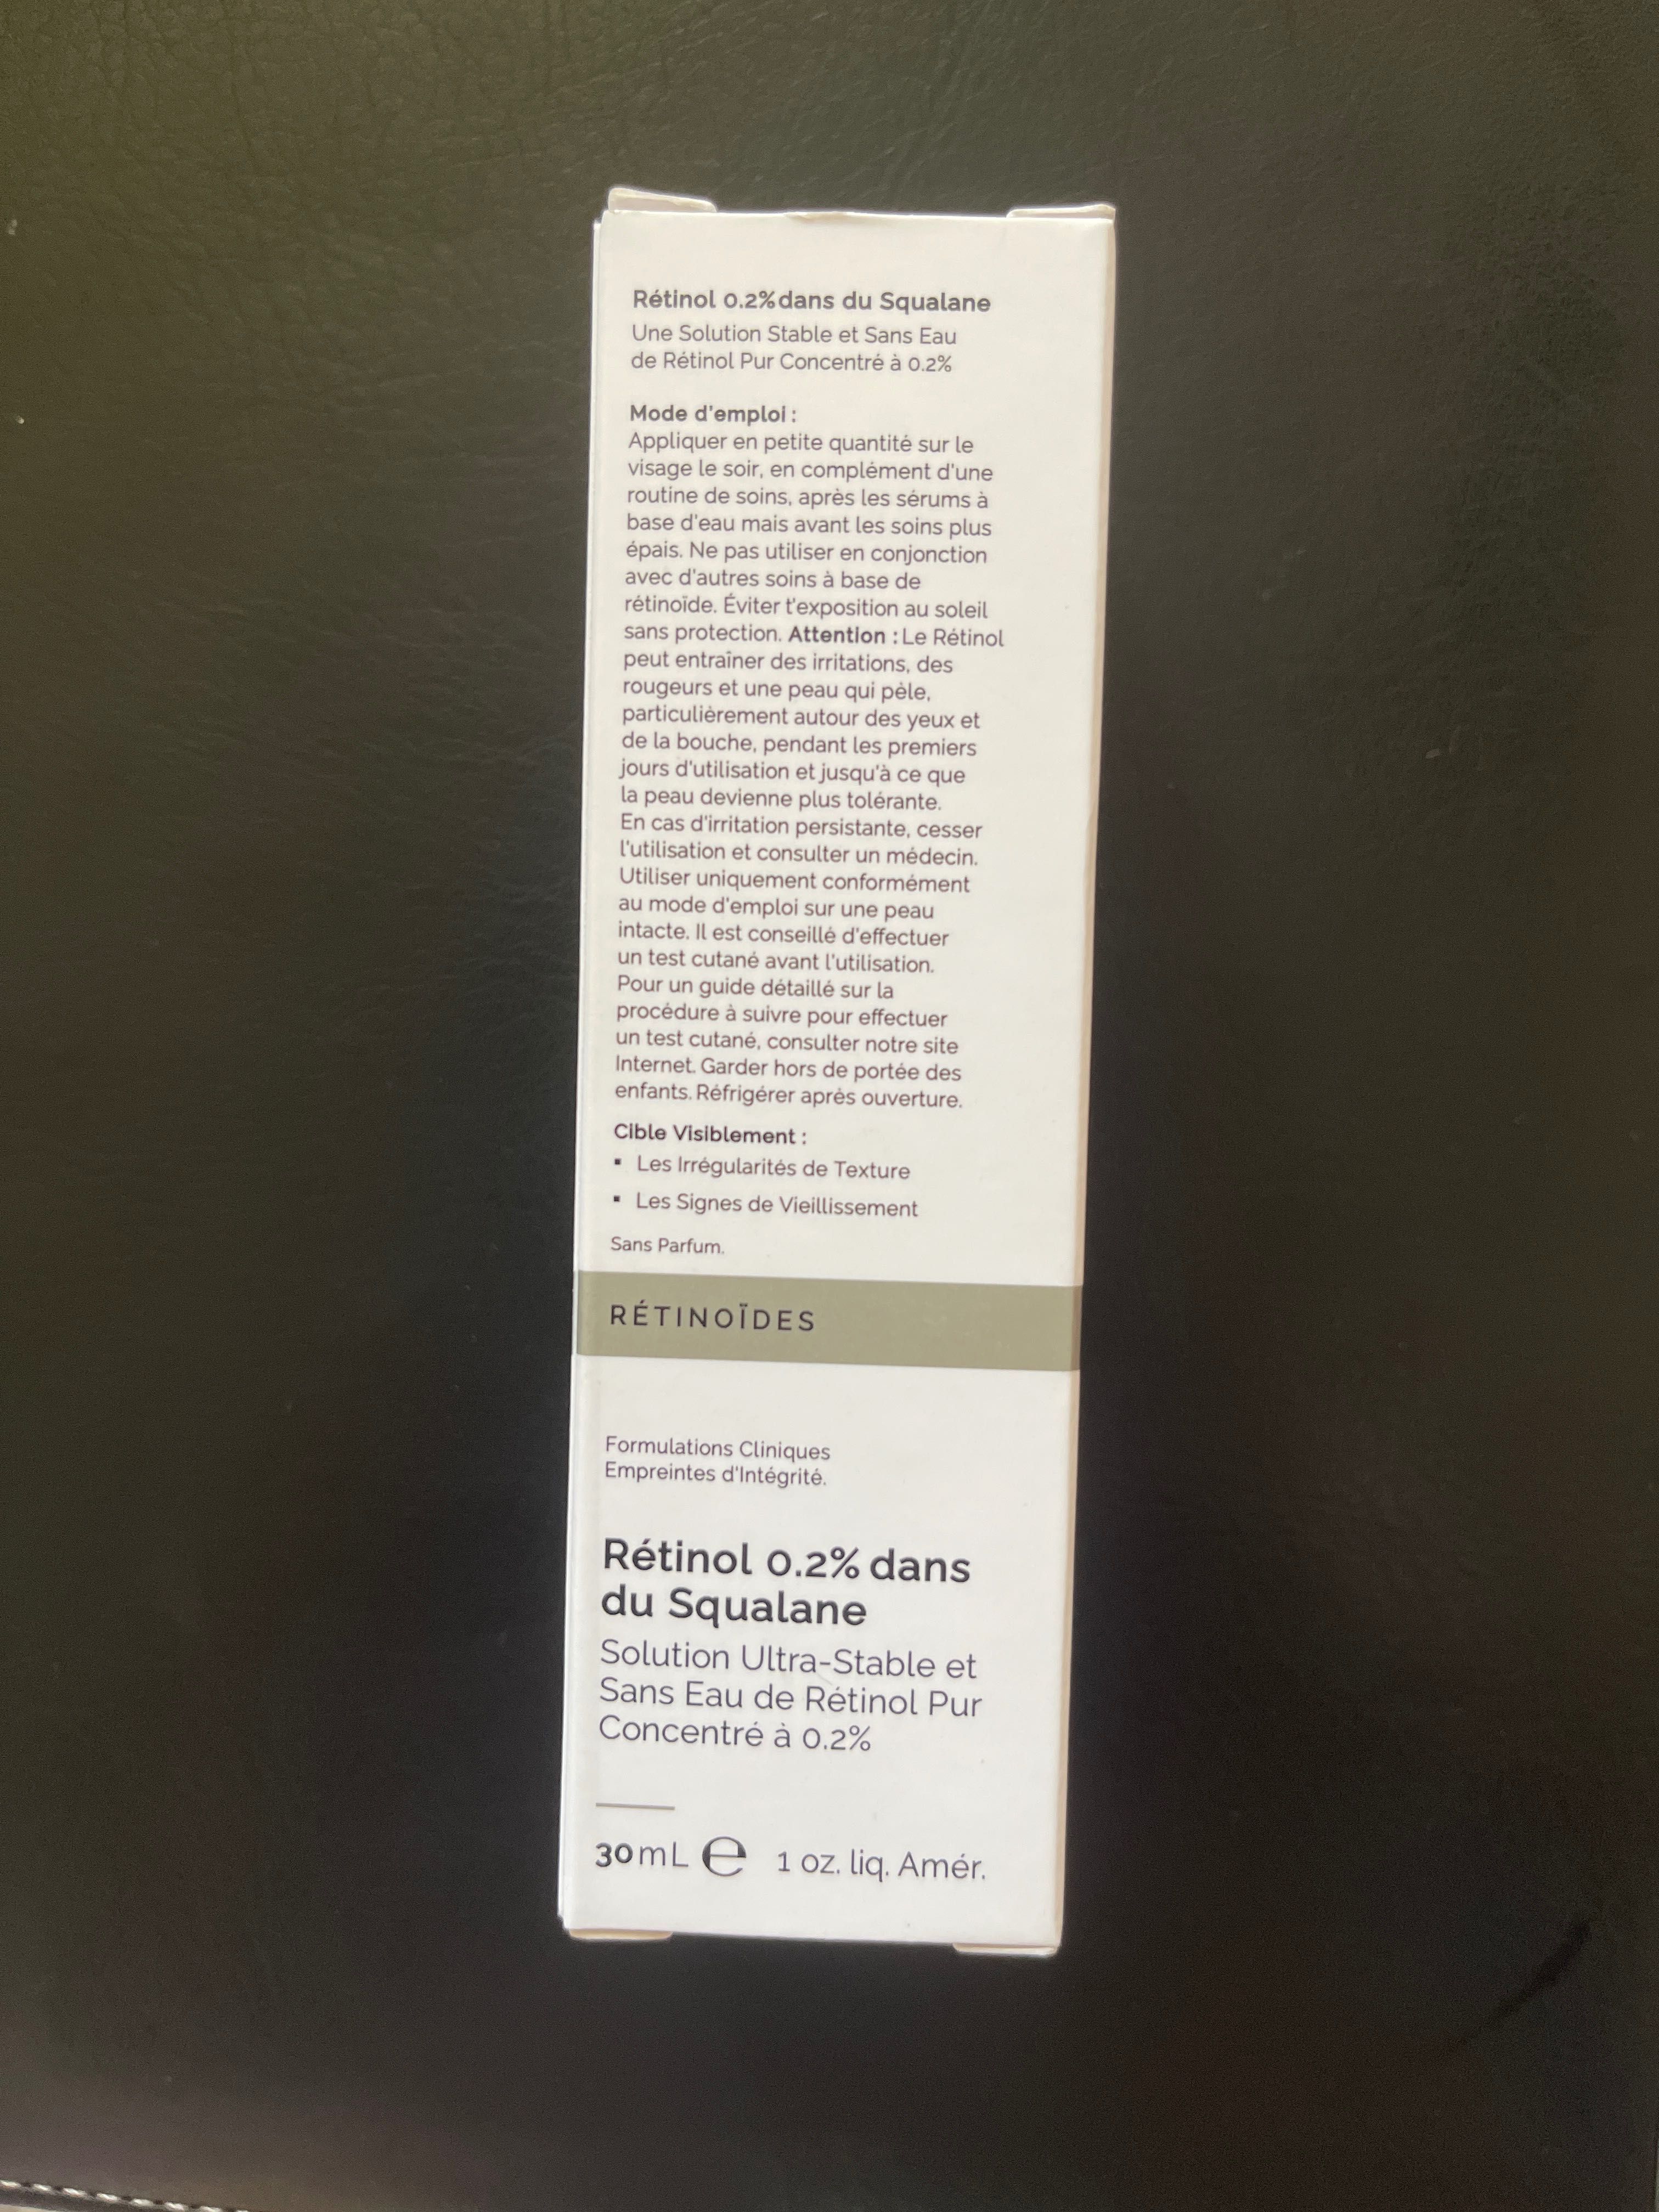 Rétinol 0.2% dans du Squalane
Une Solution Stable et Sans Eau
de Rétinol Pur Concentré à 0.2%
Mode d'emploi :
Appliquer en petite quantité sur le
visage le soir, en complément d'une
routine de soins, après les sérums à
base d'eau mais avant les soins plus
épais. Ne pas utiliser en conjonction
avec d'autres soins à base de
rétinoïde. Éviter t'exposition au soleil
sans protection. Attention : Le Rétinol
peut entraîner des irritations, des
rougeurs et une peau qui pèle,
particulièrement autour des yeux et
de la bouche, pendant les premiers
jours d'utilisation et jusqu'à ce que
la peau devienne plus tolérante.
En cas d'irritation persistante, cesser
l'utilisation et consulter un médecin.
Utiliser uniquement conformément
au mode d'emploi sur une peau
intacte. Il est conseillé d'effectuer
un test cutané avant l'utilisation.
Pour un guide détaillé sur la
procédure à suivre pour effectuer
un test cutané, consulter notre site
Internet. Garder hors de portée des
enfants. Réfrigérer après ouverture.
Cible Visiblement :
▪ Les Irrégularités de Texture
▪ Les Signes de Vieillissement
Sans Parfum.
RÉTINOÏDES
Formulations Cliniques
Empreintes d'Intégrité.
Rétinol 0.2% dans
du Squalane
Solution Ultra-Stable et
Sans Eau de Rétinol Pur
Concentré à 0.2%
30 mL ℮ 1 oz. liq. Amér.